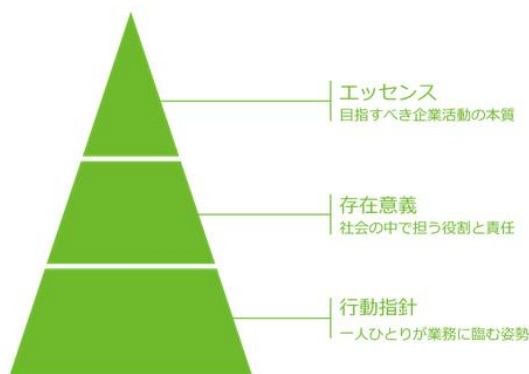 エッセンス
目指すべき企業活動の本質
存在意義
社会の中で担う役割と責任
行動指針
一人ひとりが業務に臨む姿勢